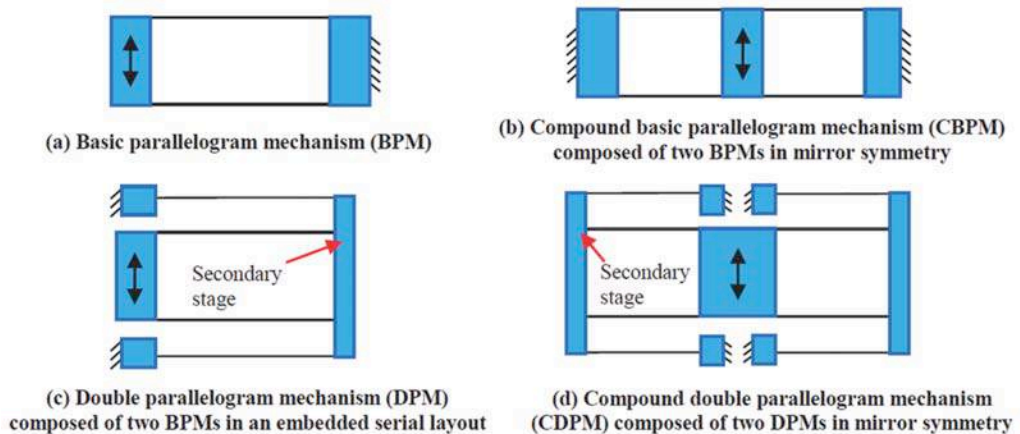 (a) Basic parallelogram mechanism (BPM)
(b) Compound basic parallelogram mechanism (CBPM)
composed of two BPMs in mirror symmetry
Secondary
stage
(c) Double parallelogram mechanism (DPM)
composed of two BPMs in an embedded serial layout
Secondary
stage
(d) Compound double parallelogram mechanism
(CDPM) composed of two DPMs in mirror symmetry